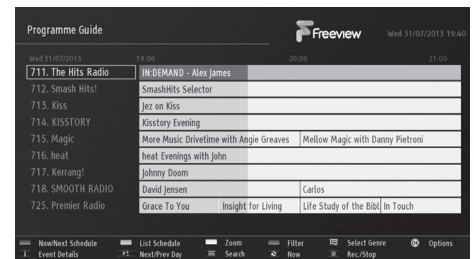 Programme Guide
Freeview
Wed 31/07/2013 19:40
Wed 31/07/2013 19:00 20:00 21:00
711. The Hits Radio IN:DEMAND - Alex James
712. Smash Hits! SmashHits Selector
713. Kiss Jez on Kiss
714. KISSTORY Kisstory Evening
715. Magic More Music Drivetime with Angie Greaves Mellow Magic with Danny Pietroni
716. heat heat Evenings with John
717. Kerrang! Johnny Doom
718. SMOOTH RADIO David Jensen Carlos
725. Premier Radio Grace To You Insight for Living Life Study of the Bibl In Touch
Now/Next Schedule List Schedule Zoom Filter Select Genre OK Options
Event Details Next/Prev Day Search Now Rec./Stop